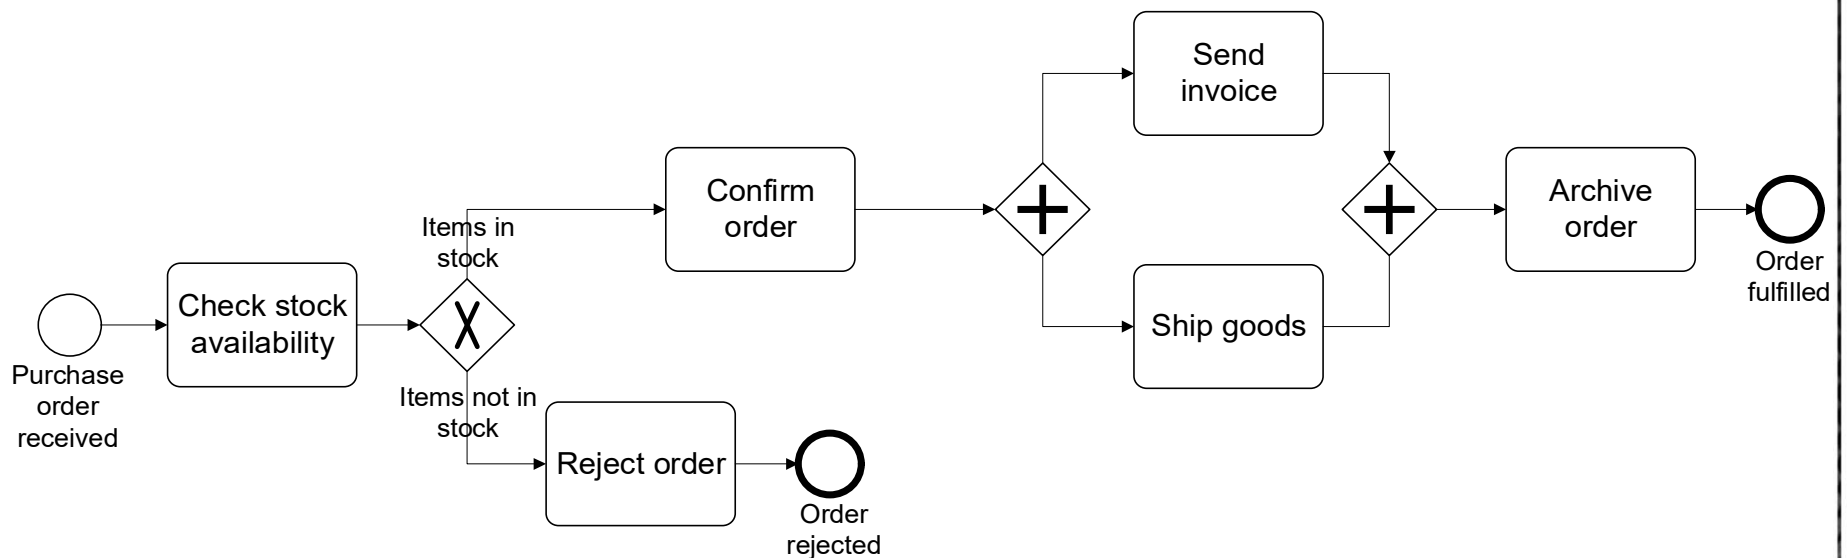 Purchase
order
received
Check stock
availability
Items in
stock
Items not in
stock
Confirm
order
Reject order
Order
rejected
Send
invoice
Ship goods
Archive
order
Order
fulfilled